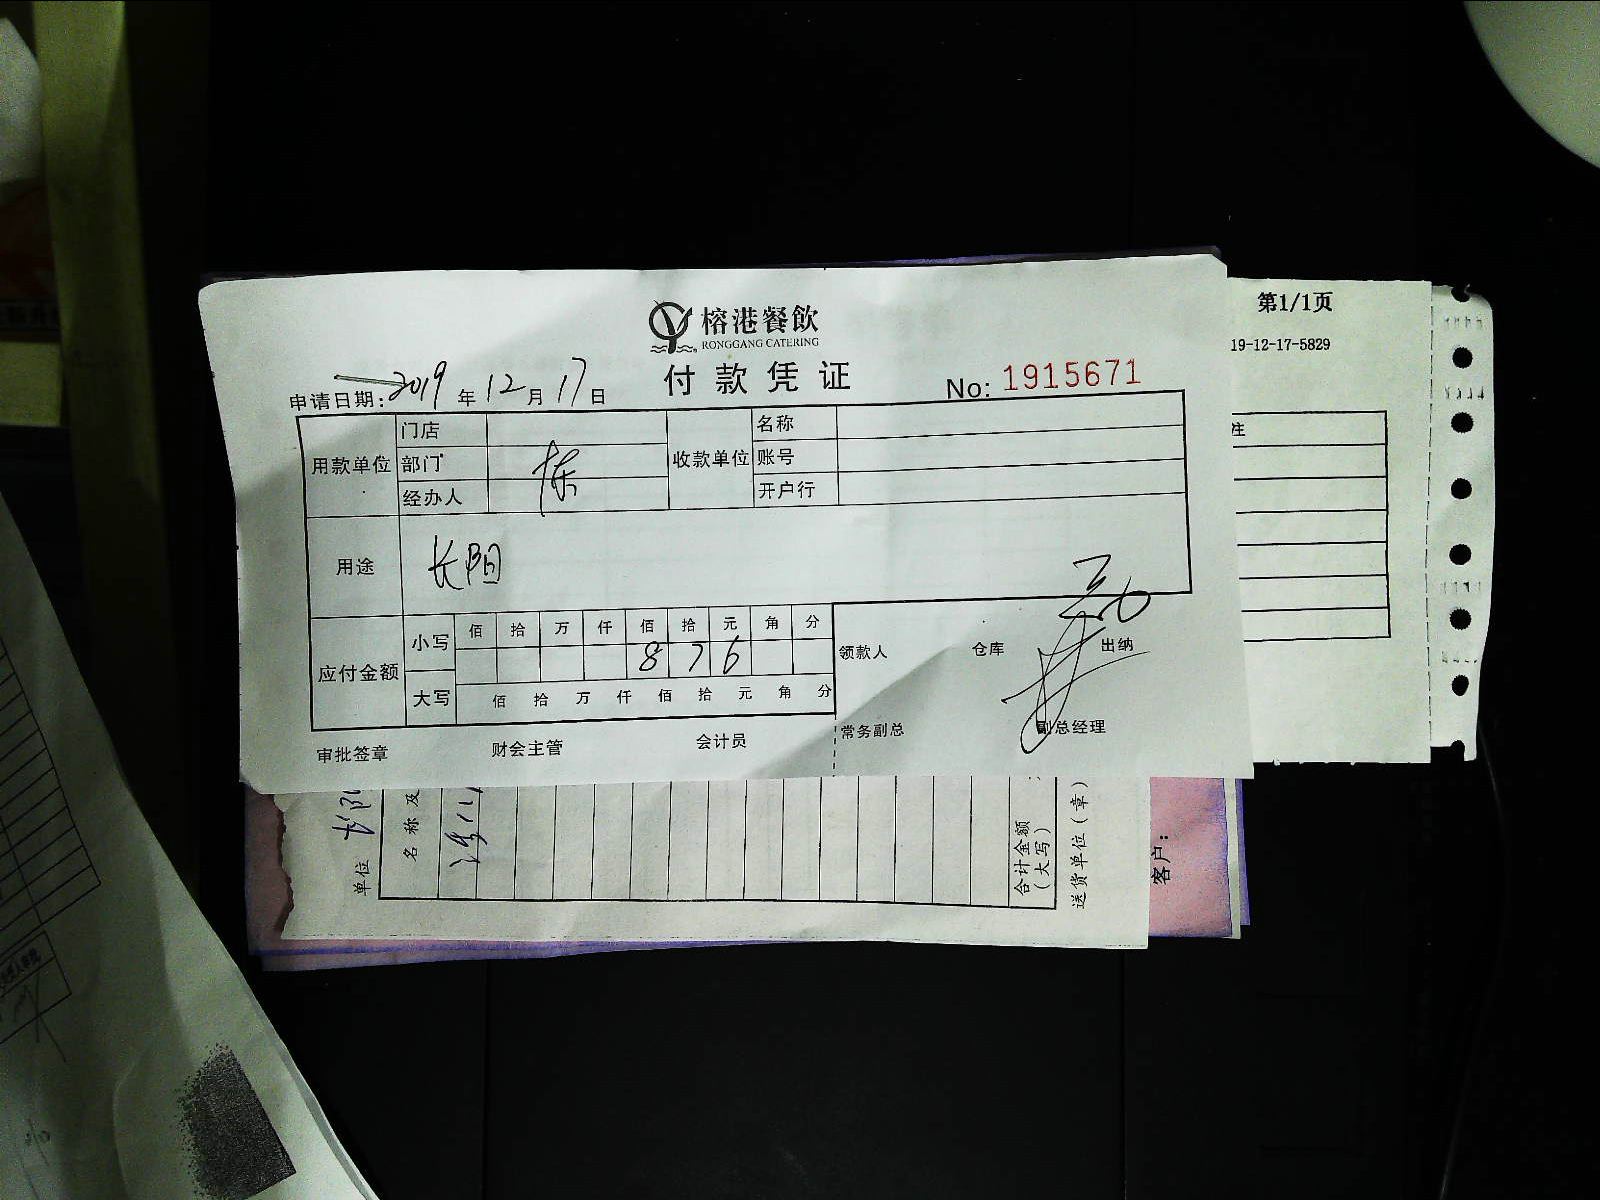 榕港餐飲
RONGGANG CATERING
付款凭证
申请日期: 2019 年 12 月 17 日
No: 1915671
用款单位
门店
部门
经办人
栋
收款单位
名称
账号
开户行
用途
长阳
应付金额
小写
佰 拾 万 仟 佰 拾 元 角 分
8 7 6
大写
佰 拾 万 仟 佰 拾 元 角 分
领款人 仓库 出纳
常务副总 副总经理
审批签章 财会主管 会计员
第1/1页
19-12-17-5829
注
单位
名称及
合计金额
(大写)
送货单位(章)
客户: